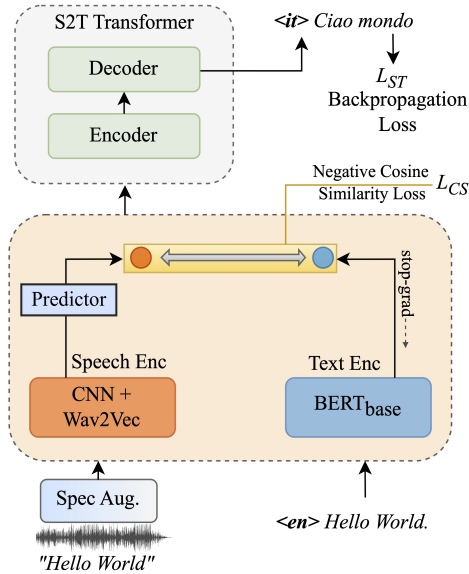 S2T Transformer
<it> Ciao mondo
Decoder
L_ST
Backpropagation
Loss
Encoder
Negative Cosine
Similarity Loss
L_CS
Predictor
stop-grad
Speech Enc
Text Enc
CNN +
Wav2Vec
BERT_base
Spec Aug.
<en> Hello World.
"Hello World"